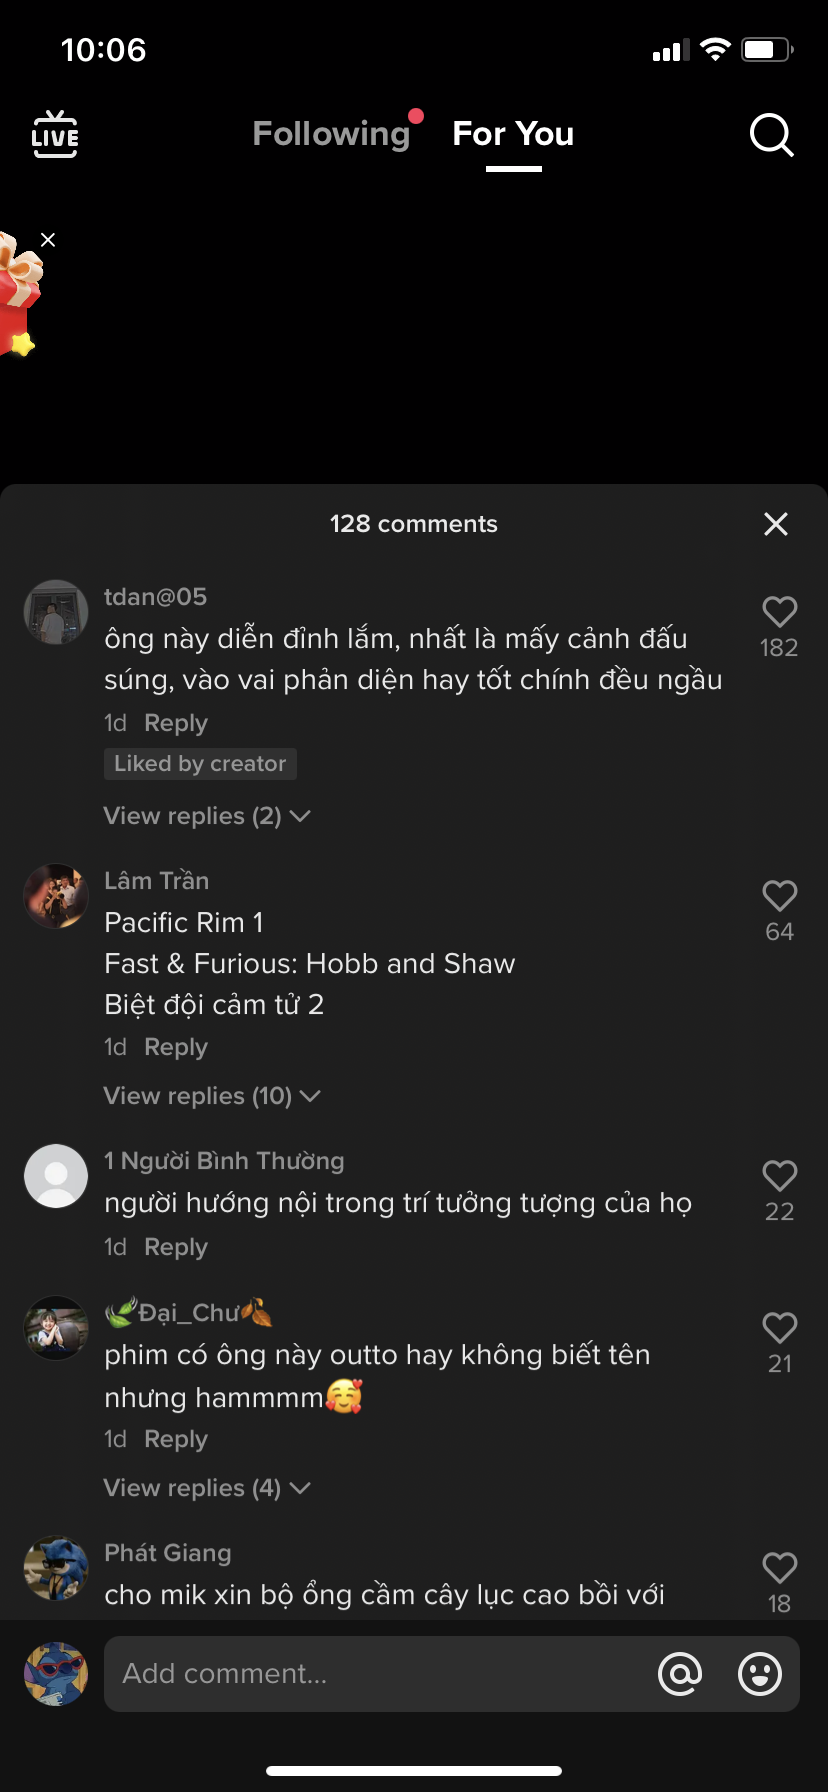 10:06
LIVE
Following
For You
128 comments
tdan@05
ông này diễn đỉnh lắm, nhất là mấy cảnh đấu
súng, vào vai phản diện hay tốt chính đều ngầu
182
1d Reply
Liked by creator
View replies (2)
Lâm Trần
Pacific Rim 1
Fast & Furious: Hobb and Shaw
Biệt đội cảm tử 2
64
1d Reply
View replies (10)
1 Người Bình Thường
người hướng nội trong trí tưởng tượng của họ
22
1d Reply
🌿Đại_Chư🍂
phim có ông này outto hay không biết tên
nhưng hammmm🥰
21
1d Reply
View replies (4)
Phát Giang
cho mik xin bộ ổng cầm cây lục cao bồi với
18
Add comment...